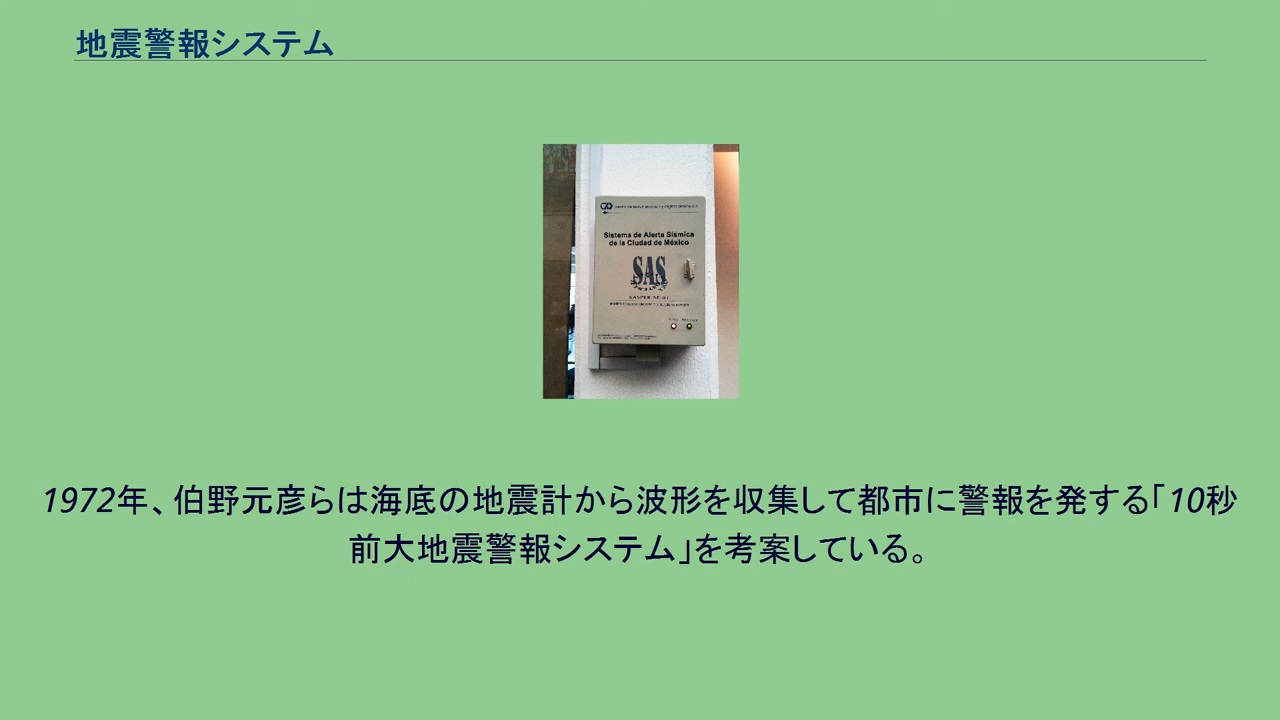 地震警報システム
Sistema de Alerta Sísmica
de la Ciudad de México
SAS
1972年、伯野元彦らは海底の地震計から波形を収集して都市に警報を発する「10秒
前大地震警報システム」を考案している。